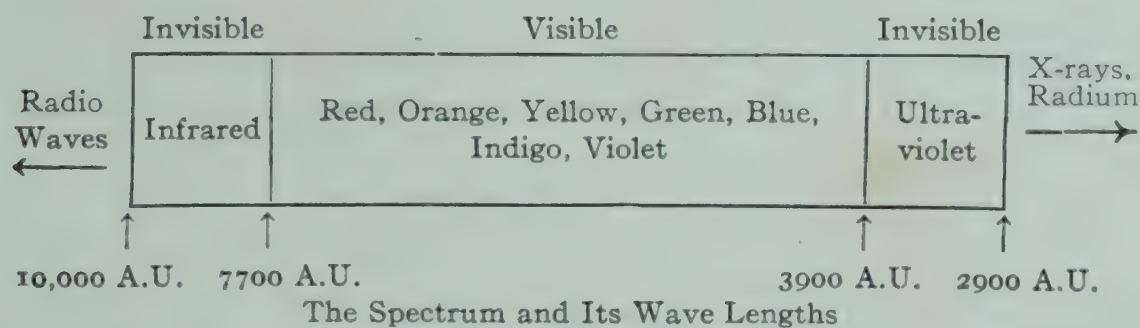 Invisible Visible Invisible
Radio Waves
Infrared
Red, Orange, Yellow, Green, Blue,
Indigo, Violet
Ultra-
violet
X-rays.
Radium
10,000 A.U. 7700 A.U. 3900 A.U. 2900 A.U.
The Spectrum and Its Wave Lengths